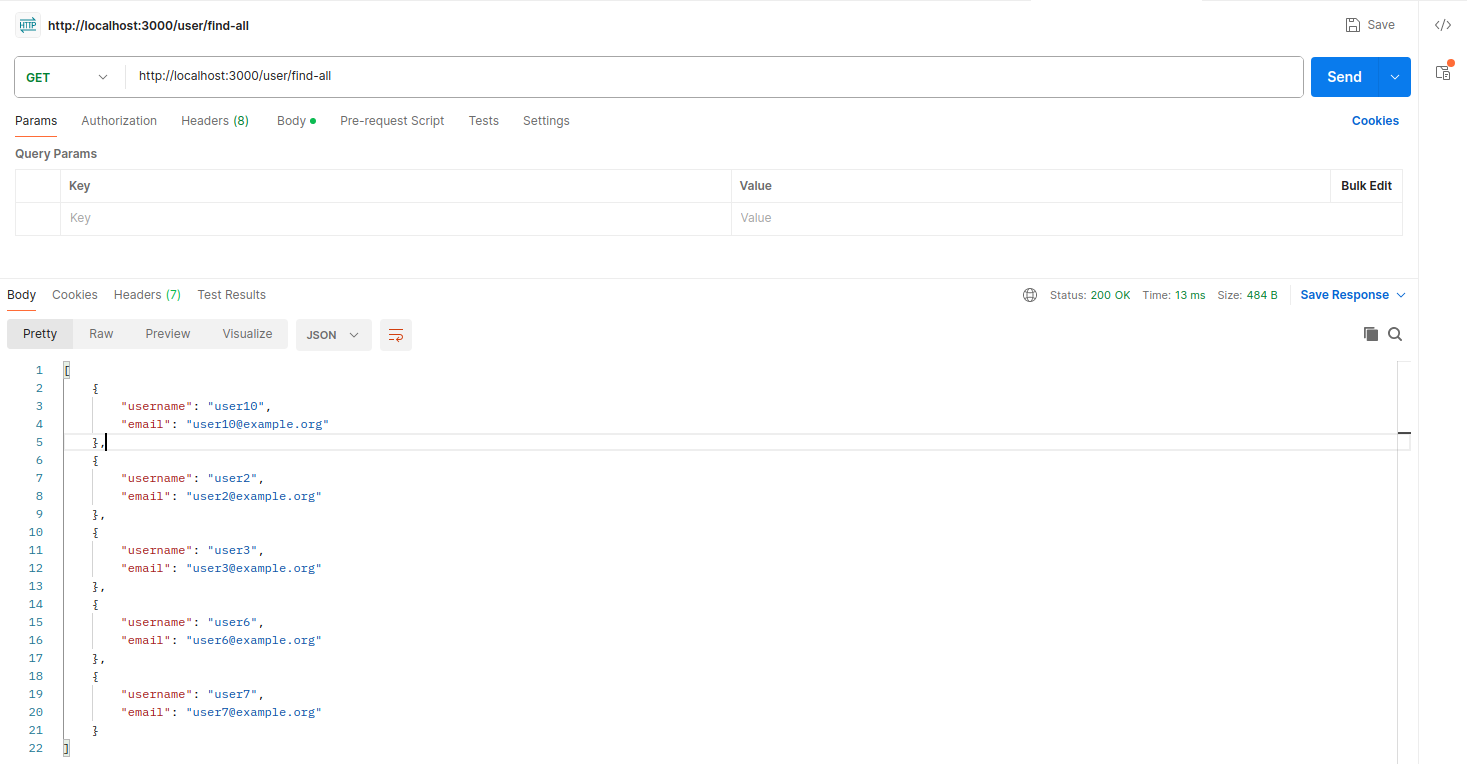 HTTP http://localhost:3000/user/find-all Save </>
GET http://localhost:3000/user/find-all Send
Params Authorization Headers (8) Body Pre-request Script Tests Settings Cookies
Query Params
Key Value Bulk Edit
Key Value
Body Cookies Headers (7) Test Results Status: 200 OK Time: 13 ms Size: 484 B Save Response
Pretty Raw Preview Visualize JSON
1 [
2 {
3 "username": "user10",
4 "email": "user10@example.org"
5 },
6 {
7 "username": "user2",
8 "email": "user2@example.org"
9 },
10 {
11 "username": "user3",
12 "email": "user3@example.org"
13 },
14 {
15 "username": "user6",
16 "email": "user6@example.org"
17 },
18 {
19 "username": "user7",
20 "email": "user7@example.org"
21 }
22 ]